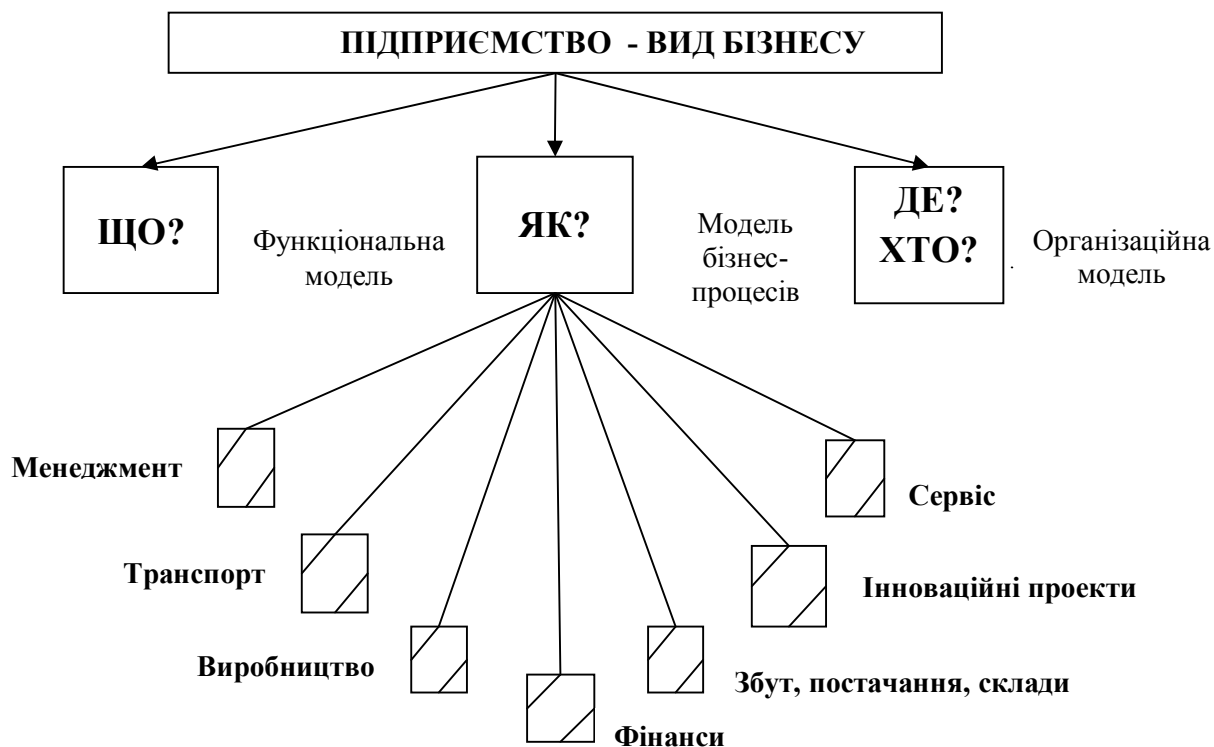 ПІДПРИЄМСТВО - ВИД БІЗНЕСУ
ЩО?
Функціональна
модель
ЯК?
Модель
бізнес-
процесів
ДЕ?
ХТО?
Організаційна
модель
Менеджмент
Сервіс
Транспорт
Інноваційні проекти
Виробництво
Збут, постачання, склади
Фінанси